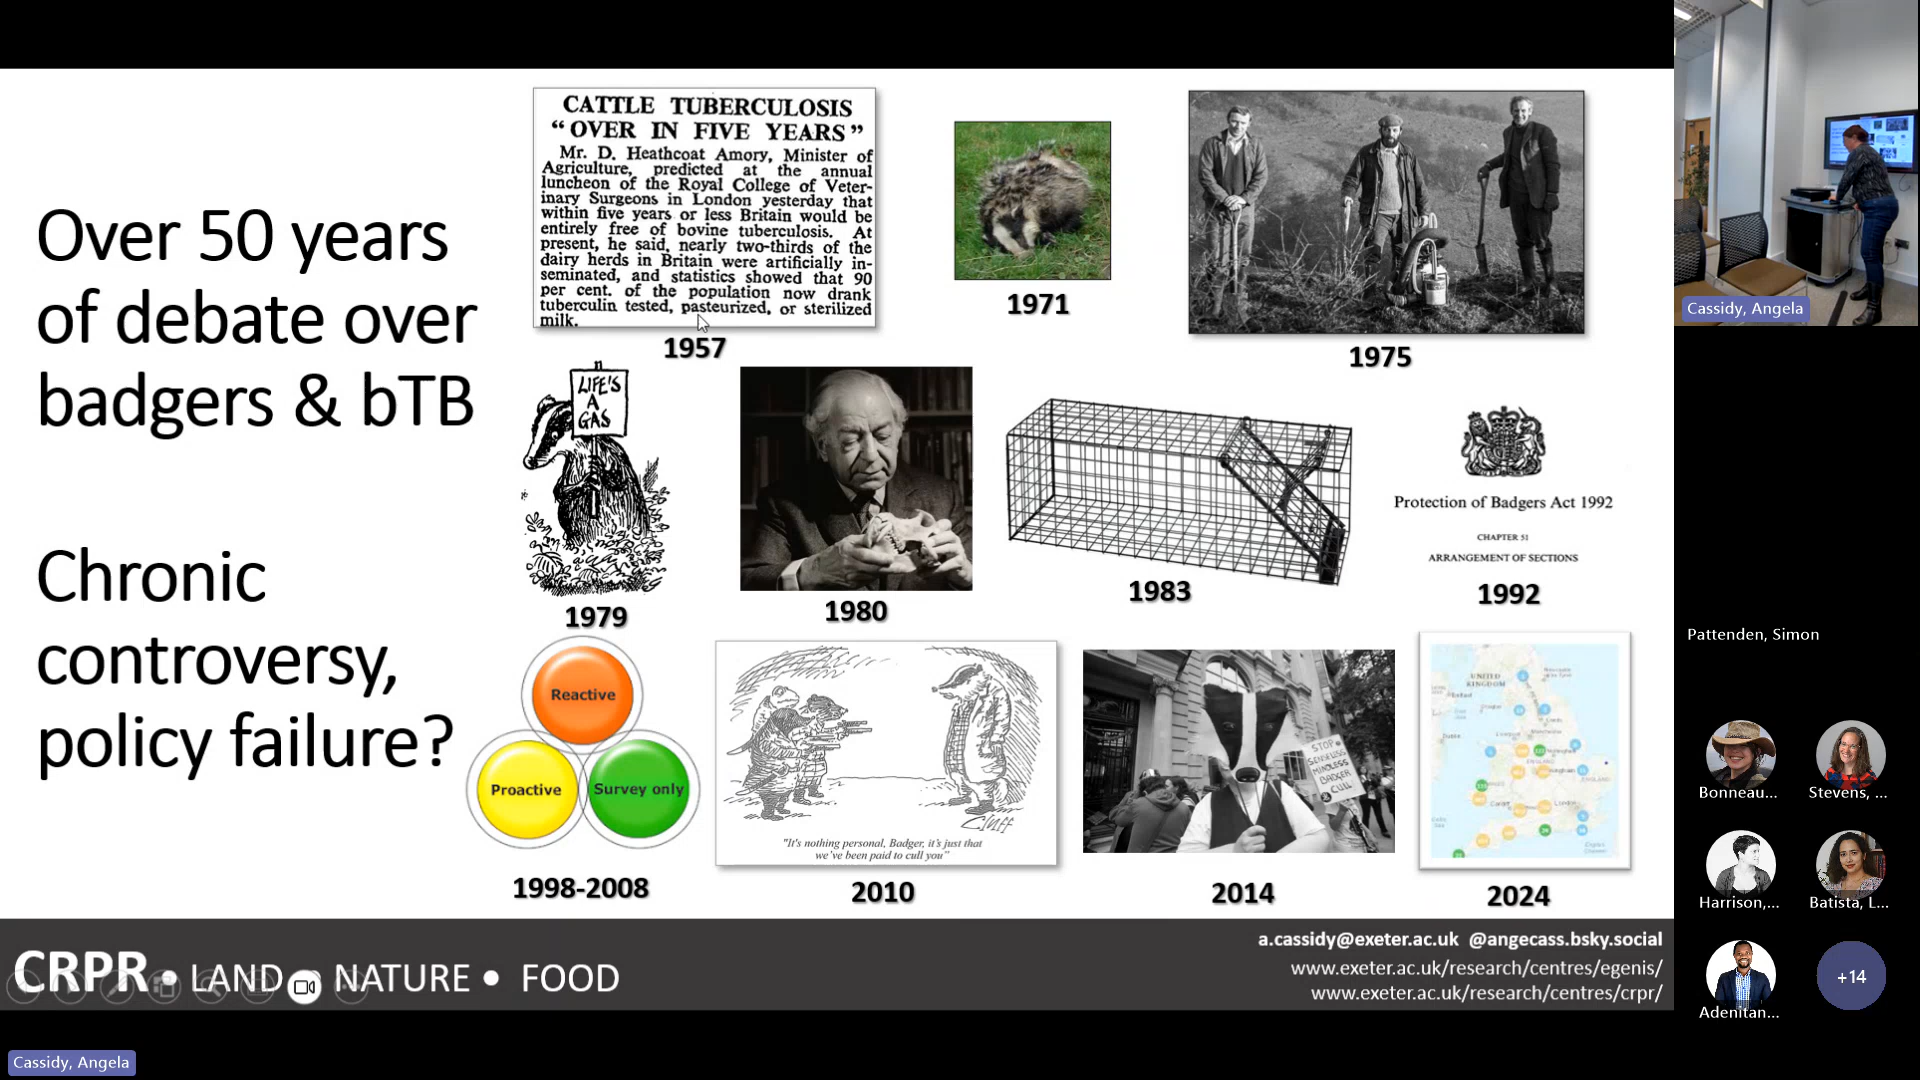 Over 50 years
of debate over
badgers & bTB
Chronic
controversy,
policy failure?
CATTLE TUBERCULOSIS
“OVER IN FIVE YEARS”
Mr. D. Heathcoat Amory, Minister of
Agriculture, predicted at the annual
luncheon of the Royal College of Veter-
inary Surgeons in London yesterday that
within five years or less Britain would be
entirely free of bovine tuberculosis. At
present, he said, nearly two-thirds of the
dairy herds in Britain were artificially in-
seminated, and statistics showed that 90
per cent. of the population now drank
tuberculin tested, pasteurized, or sterilized
milk.
1957
1971
1975
LIFE'S
A
GAS
1979
1980
1983
Protection of Badgers Act 1992
CHAPTER 51
ARRANGEMENT OF SECTIONS
1992
Reactive
Proactive
Survey only
1998-2008
"It's nothing personal, Badger, it's just that
we've been paid to cull you"
2010
STOP
SENSELESS
MINDLESS
BADGER
CULL
2014
UNITED
KINGDOM
2024
CRPR • LAND • NATURE • FOOD
a.cassidy@exeter.ac.uk @angecass.bsky.social
www.exeter.ac.uk/research/centres/egenis/
www.exeter.ac.uk/research/centres/crpr/
Cassidy, Angela
Cassidy, Angela
Pattenden, Simon
Bonneau...
Stevens, ...
Harrison,...
Batista, L...
Adenitan...
+14